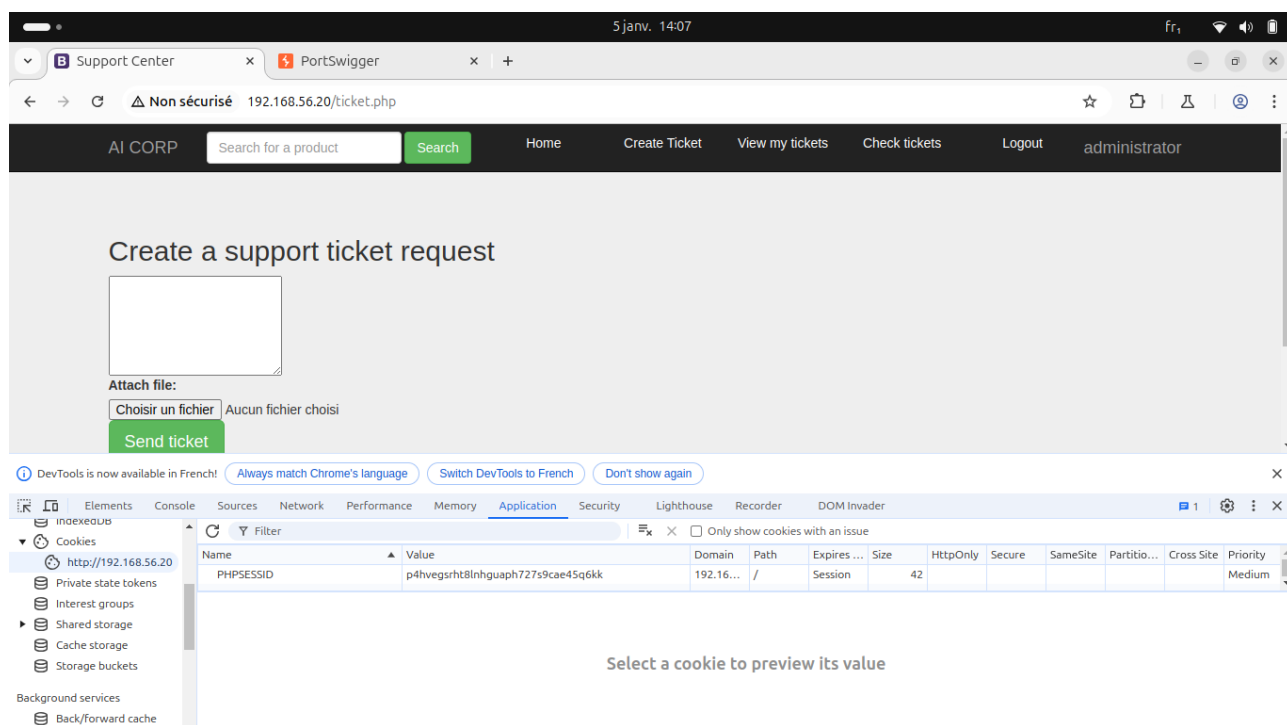 5 janv. 14:07 fr₁
Support Center × PortSwigger × +
Non sécurisé 192.168.56.20/ticket.php
AI CORP Search for a product Search Home Create Ticket View my tickets Check tickets Logout administrator
Create a support ticket request
Attach file:
Choisir un fichier Aucun fichier choisi
Send ticket
DevTools is now available in French! Always match Chrome's language Switch DevTools to French Don't show again
Elements Console Sources Network Performance Memory Application Security Lighthouse Recorder DOM Invader 1
IndexedDB
Filter Only show cookies with an issue
Cookies
Name Value Domain Path Expires ... Size HttpOnly Secure SameSite Partitio... Cross Site Priority
http://192.168.56.20
PHPSESSID p4hvegsrht8lnhguaph727s9cae45q6kk 192.16... / Session 42 Medium
Private state tokens
Interest groups
Shared storage
Cache storage
Storage buckets
Select a cookie to preview its value
Background services
Back/forward cache